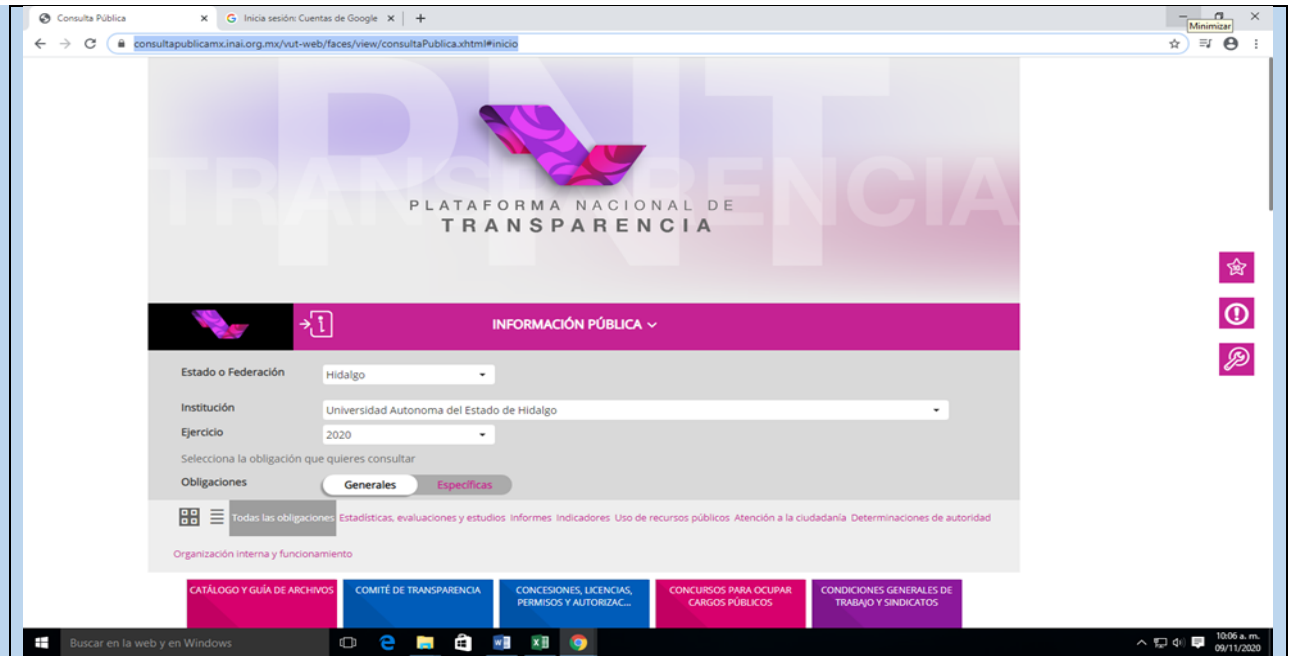 Consulta Pública
Inicia sesión: Cuentas de Google
Minimizar
consultapublicamx.inai.org.mx/vut-web/faces/view/consultaPublica.xhtml#inicio
PNT
TRANSPARENCIA
PLATAFORMA NACIONAL DE
TRANSPARENCIA
INFORMACIÓN PÚBLICA
Estado o Federación Hidalgo
Institución Universidad Autonoma del Estado de Hidalgo
Ejercicio 2020
Selecciona la obligación que quieres consultar
Obligaciones Generales Específicas
Todas las obligaciones Estadísticas, evaluaciones y estudios Informes Indicadores Uso de recursos públicos Atención a la ciudadanía Determinaciones de autoridad
Organización interna y funcionamiento
CATÁLOGO Y GUÍA DE ARCHIVOS
COMITÉ DE TRANSPARENCIA
CONCESIONES, LICENCIAS,
PERMISOS Y AUTORIZAC...
CONCURSOS PARA OCUPAR
CARGOS PÚBLICOS
CONDICIONES GENERALES DE
TRABAJO Y SINDICATOS
Buscar en la web y en Windows
10:06 a. m.
09/11/2020